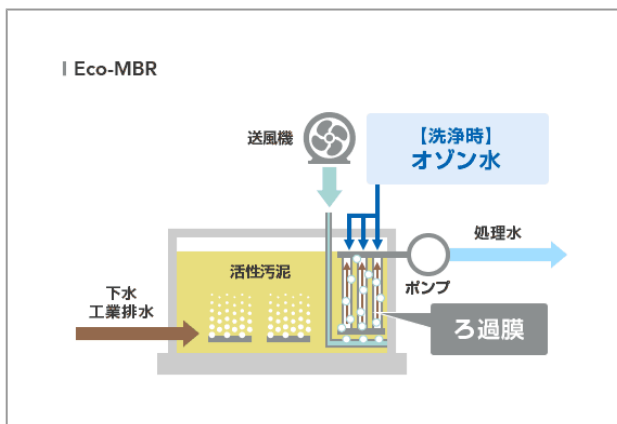 Eco-MBR
送風機
【洗浄時】
オゾン水
処理水
活性汚泥
ポンプ
下水
工業排水
ろ過膜